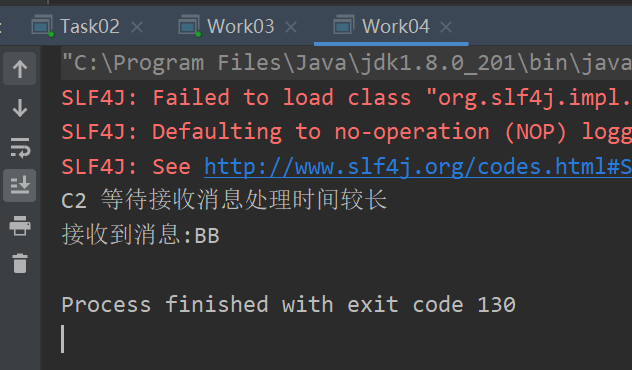 Task02 Work03 Work04
"C:\Program Files\Java\jdk1.8.0_201\bin\java
SLF4J: Failed to load class "org.slf4j.impl.
SLF4J: Defaulting to no-operation (NOP) logg
SLF4J: See http://www.slf4j.org/codes.html#S
C2 等待接收消息处理时间较长
接收到消息:BB
Process finished with exit code 130